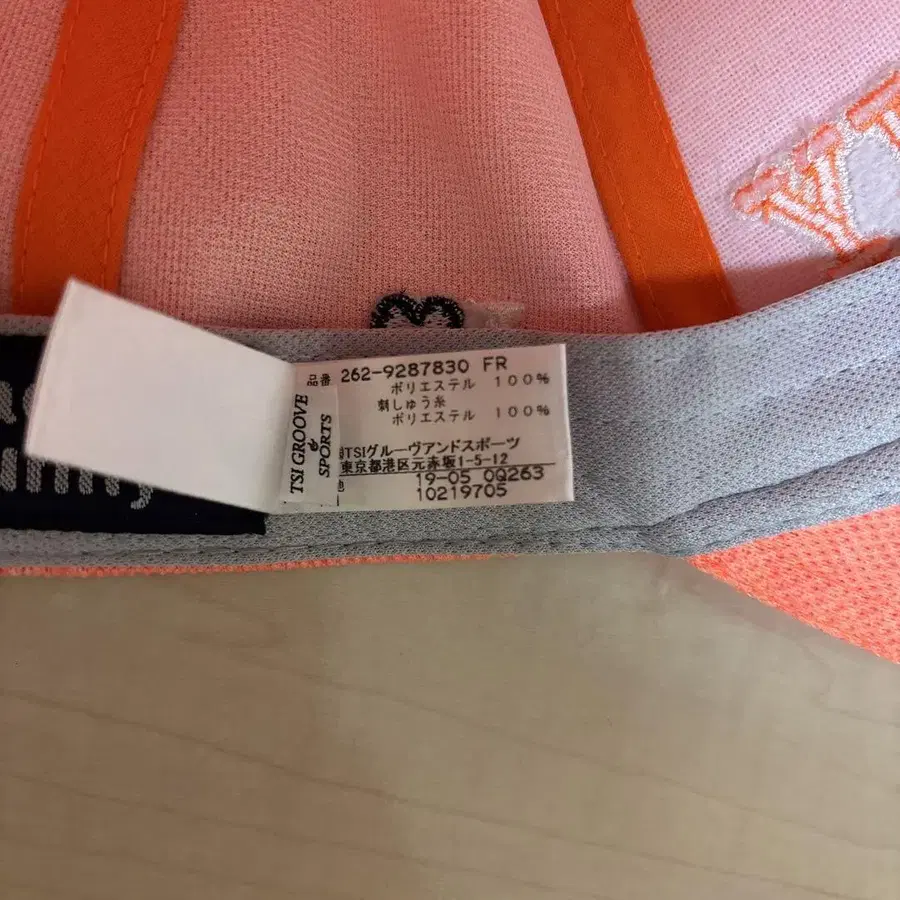 品番 262-9287830 FR
ポリエステル 100%
刺しゅう糸
ポリエステル 100%
TSIグルーヴアンドスポーツ
東京都港区元赤坂1-5-12
19-05 0Q263
10219705
TSI GROOVE
&
SPORTS